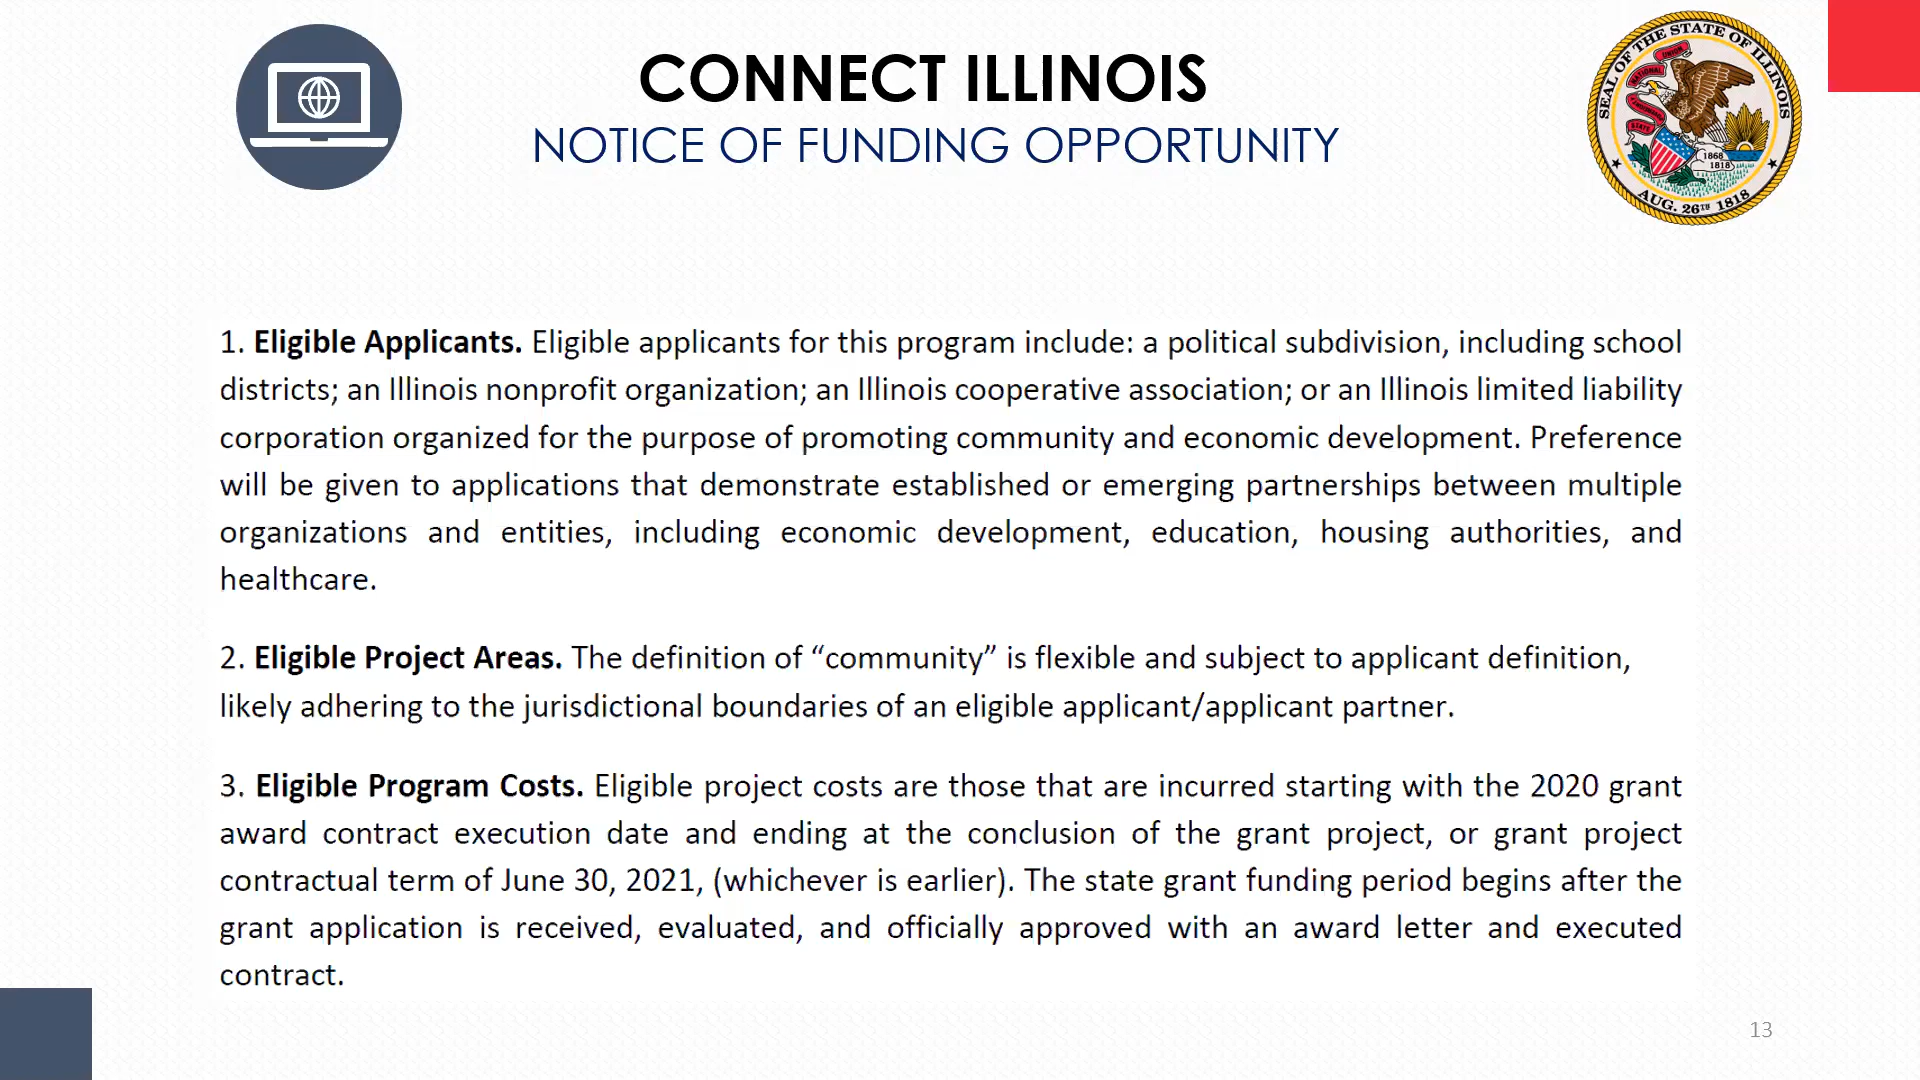 CONNECT ILLINOIS
NOTICE OF FUNDING OPPORTUNITY
SEAL OF THE STATE OF ILLINOIS
STATE
SOVEREIGNTY
NATIONAL
UNION
1868
1818
AUG. 26TH 1818
1. Eligible Applicants. Eligible applicants for this program include: a political subdivision, including school
districts; an Illinois nonprofit organization; an Illinois cooperative association; or an Illinois limited liability
corporation organized for the purpose of promoting community and economic development. Preference
will be given to applications that demonstrate established or emerging partnerships between multiple
organizations and entities, including economic development, education, housing authorities, and
healthcare.
2. Eligible Project Areas. The definition of “community” is flexible and subject to applicant definition,
likely adhering to the jurisdictional boundaries of an eligible applicant/applicant partner.
3. Eligible Program Costs. Eligible project costs are those that are incurred starting with the 2020 grant
award contract execution date and ending at the conclusion of the grant project, or grant project
contractual term of June 30, 2021, (whichever is earlier). The state grant funding period begins after the
grant application is received, evaluated, and officially approved with an award letter and executed
contract.
13